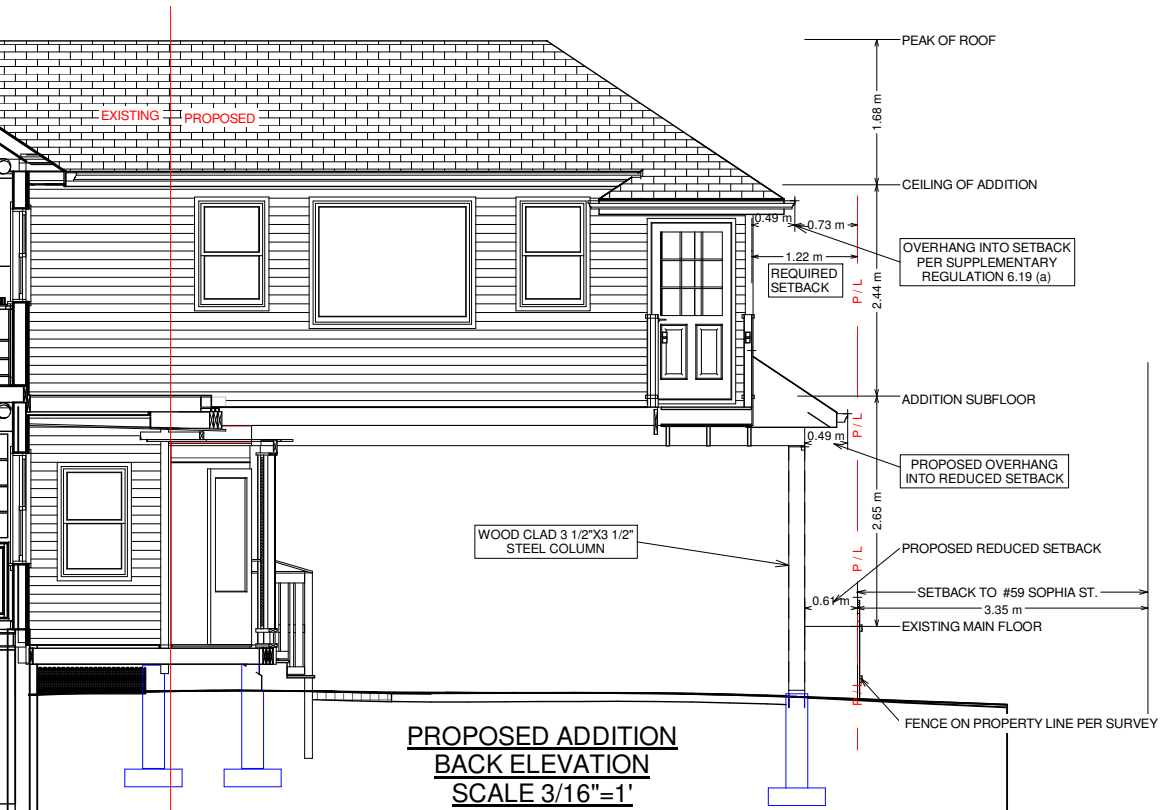 PEAK OF ROOF
EXISTING
PROPOSED
1.68 m
CEILING OF ADDITION
0.49 m
0.73 m
OVERHANG INTO SETBACK
PER SUPPLEMENTARY
REGULATION 6.19 (a)
1.22 m
REQUIRED
SETBACK
P / L
2.44 m
ADDITION SUBFLOOR
P / L
0.49 m
PROPOSED OVERHANG
INTO REDUCED SETBACK
2.65 m
WOOD CLAD 3 1/2"X3 1/2"
STEEL COLUMN
P / L
PROPOSED REDUCED SETBACK
SETBACK TO #59 SOPHIA ST.
0.61 m
3.35 m
EXISTING MAIN FLOOR
P / L
FENCE ON PROPERTY LINE PER SURVEY
PROPOSED ADDITION
BACK ELEVATION
SCALE 3/16"=1'